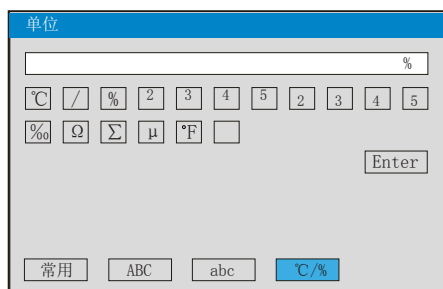 单位
%
℃ / % ² ³ ⁴ ⁵ ₂ ₃ ₄ ₅
‰ Ω Σ μ °F
Enter
常用 ABC abc ℃/%